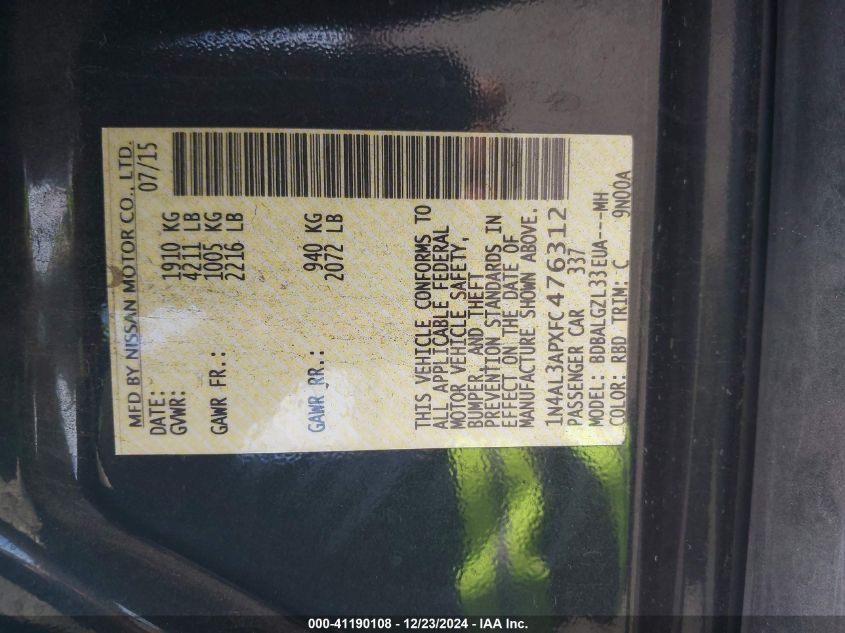 MFD BY NISSAN MOTOR CO., LTD.
DATE: 07/15
GVWR: 1910 KG
4211 LB
GAWR FR.: 1005 KG
2216 LB
GAWR RR.: 940 KG
2072 LB
THIS VEHICLE CONFORMS TO
ALL APPLICABLE FEDERAL
MOTOR VEHICLE SAFETY,
BUMPER, AND THEFT
PREVENTION STANDARDS IN
EFFECT ON THE DATE OF
MANUFACTURE SHOWN ABOVE.
1N4AL3APXFC476312
PASSENGER CAR 337
MODEL: BDBALGZL33EUA----MH
COLOR: RBD TRIM: C 9N00A
000-41190108 - 12/23/2024 - IAA Inc.